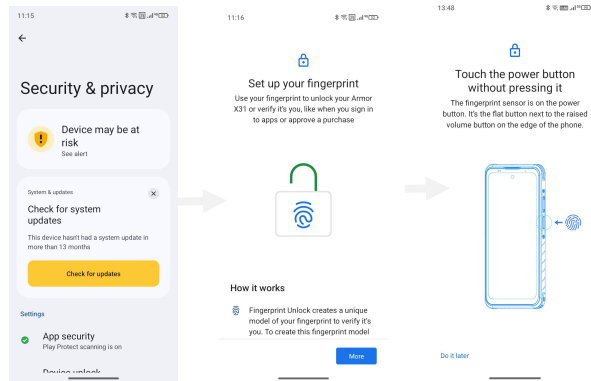 11:15
Security & privacy
Device may be at
risk
See alert
System & updates
Check for system
updates
This device hasn't had a system update in
more than 13 months
Check for updates
Settings
App security
Play Protect scanning is on
Device unlock
11:16
Set up your fingerprint
Use your fingerprint to unlock your Armor
X31 or verify it's you, like when you sign in
to apps or approve a purchase
How it works
Fingerprint Unlock creates a unique
model of your fingerprint to verify it's
you. To create this fingerprint model
More
13:48
Touch the power button
without pressing it
The fingerprint sensor is on the power
button. It's the flat button next to the raised
volume button on the edge of the phone.
Do it later